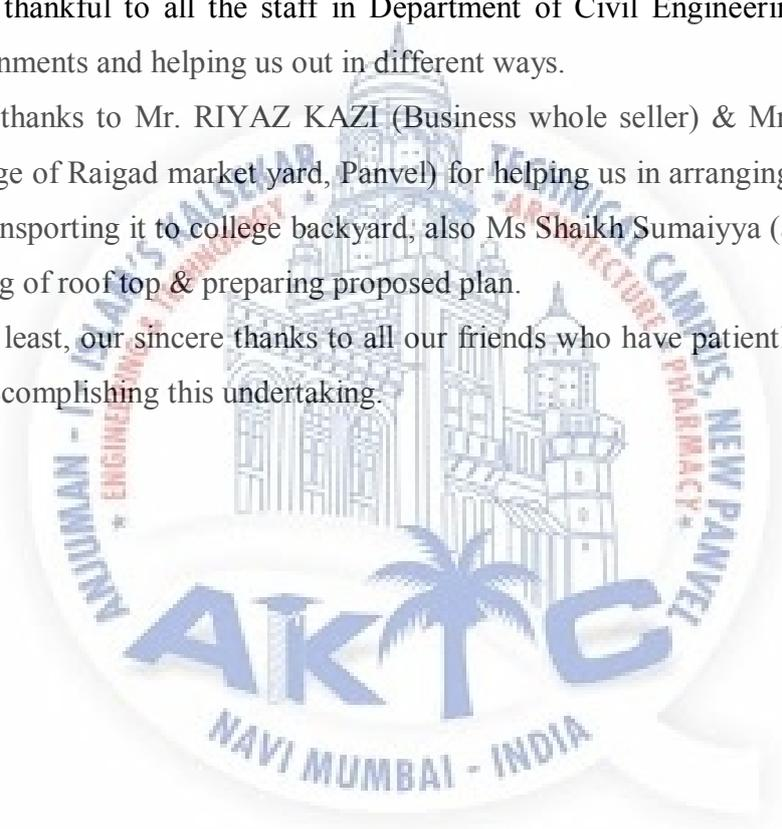 thankful to all the staff in Department of Civil Engineerin
nments and helping us out in different ways.
thanks to Mr. RIYAZ KAZI (Business whole seller) & Mr
ge of Raigad market yard, Panvel) for helping us in arranging
nsporting it to college backyard, also Ms Shaikh Sumaiyya (
g of roof top & preparing proposed plan.
least, our sincere thanks to all our friends who have patient
complishing this undertaking.
ANJUMAN - I - ISLAM'S KALSEKAR TECHNICAL CAMPUS, NEW PANVEL
ENGINEERING & TECHNOLOGY
ARCHITECTURE PHARMACY
AKTC
NAVI MUMBAI - INDIA